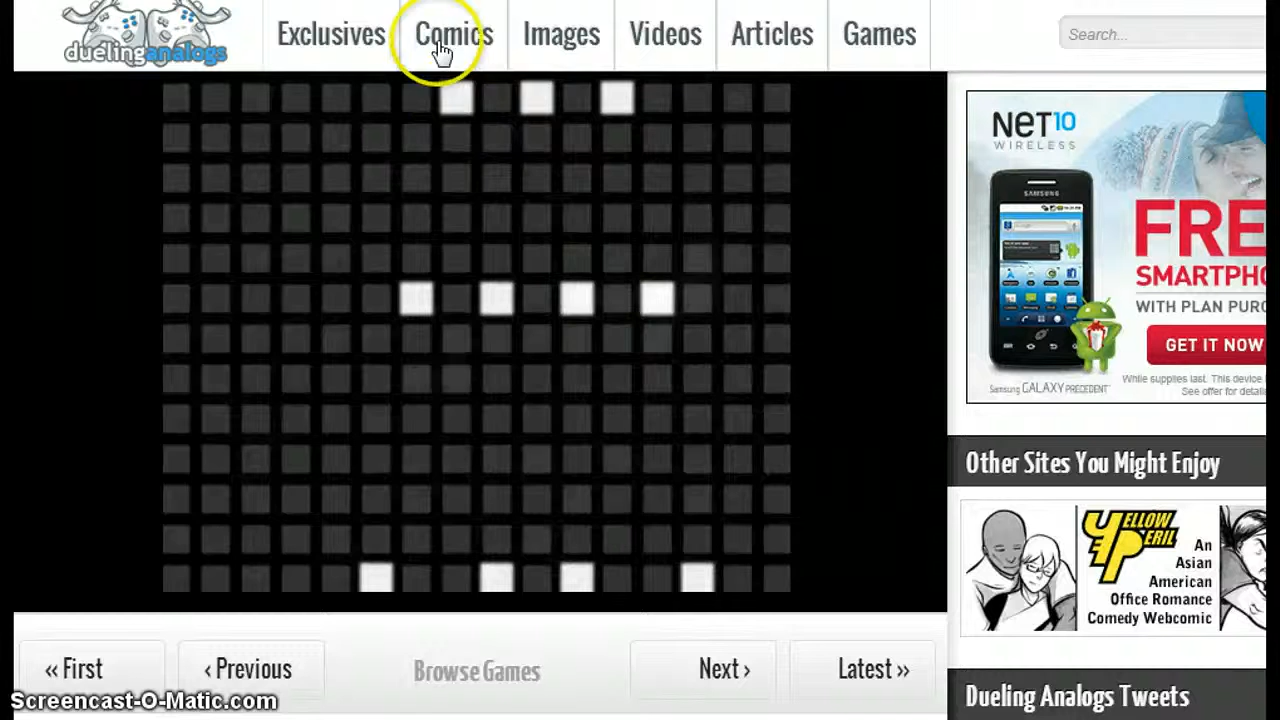 duelinganalogs
Exclusives
Comics
Images
Videos
Articles
Games
Search...
NET10
WIRELESS
SAMSUNG
FRE
SMARTPHO
WITH PLAN PURC
GET IT NOW
Samsung GALAXY PRECEDENT
While supplies last. This device
See offer for detail
Other Sites You Might Enjoy
YELLOW
PERIL
An
Asian
American
Office Romance
Comedy Webcomic
« First
‹ Previous
Browse Games
Next ›
Latest »
Dueling Analogs Tweets
Screencast-O-Matic.com